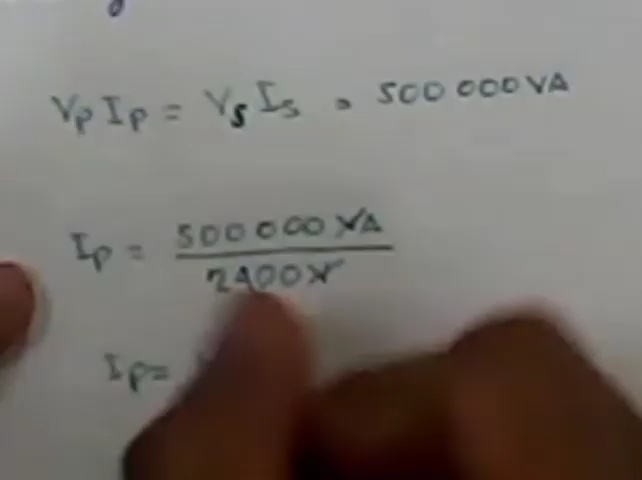 VpIp = VsIs = 500 000 VA
Ip = 500 000 VA
2400 V
Ip =